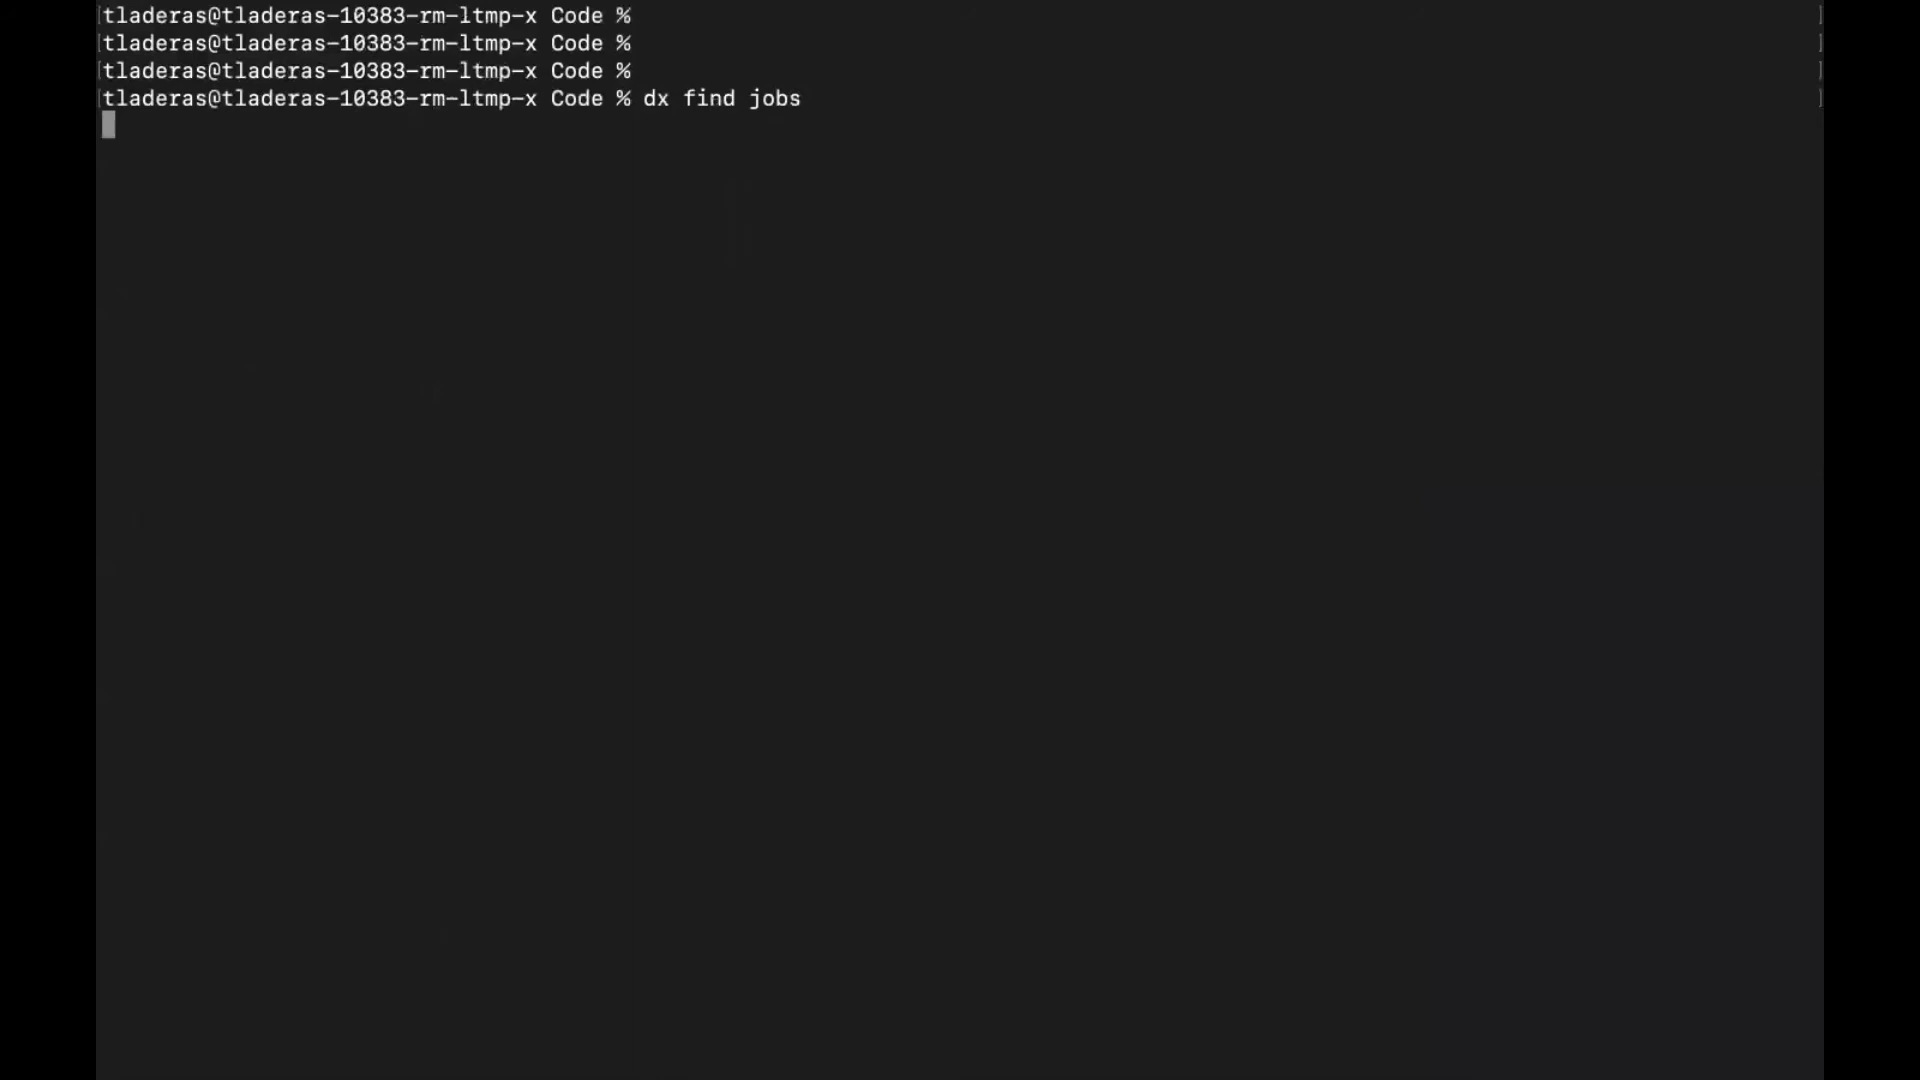 [tladeras@tladeras-10383-rm-ltmp-x Code % ]
[tladeras@tladeras-10383-rm-ltmp-x Code % ]
[tladeras@tladeras-10383-rm-ltmp-x Code % ]
[tladeras@tladeras-10383-rm-ltmp-x Code % dx find jobs ]